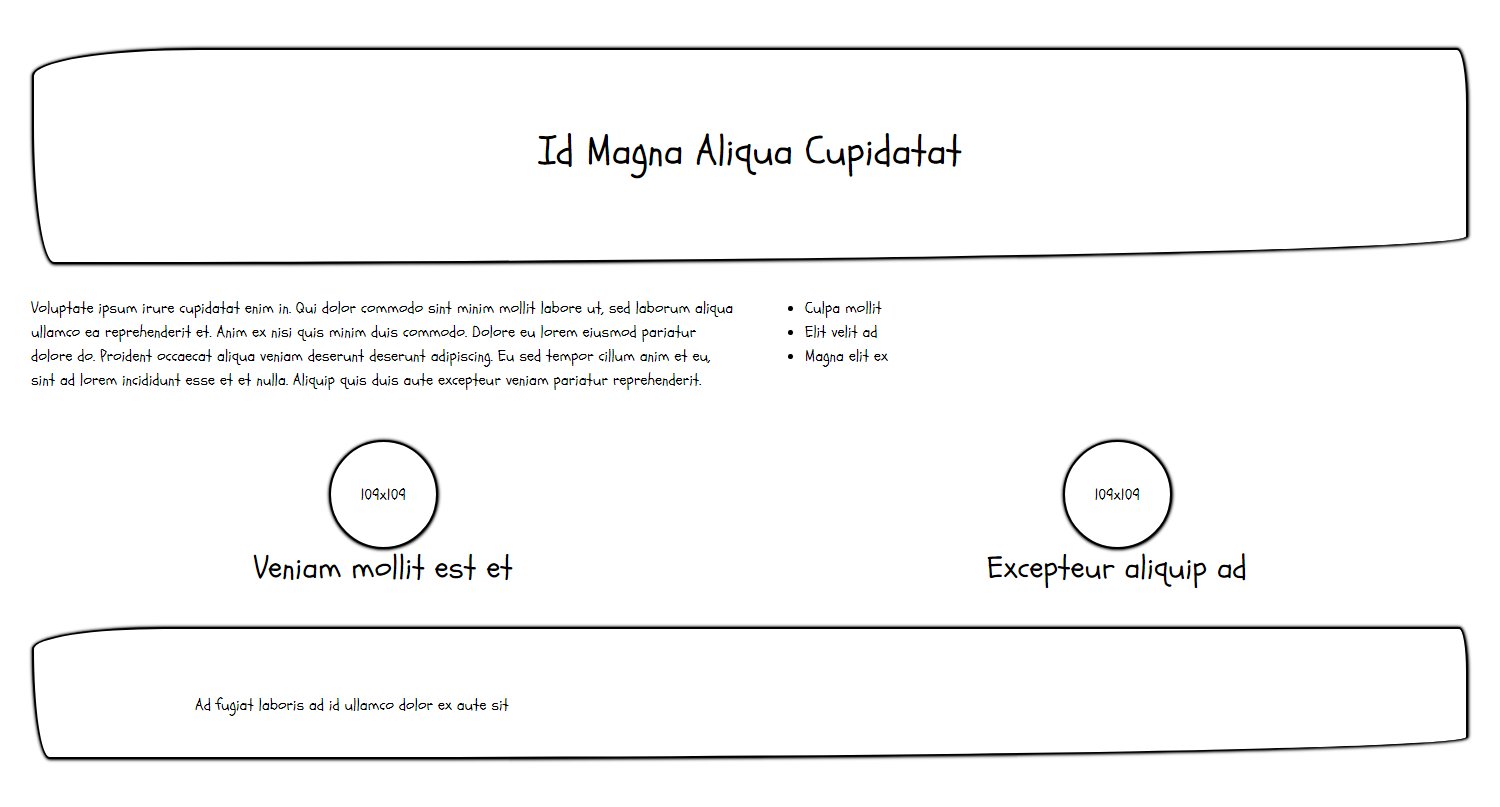 Id Magna Aliqua Cupidatat
Voluptate ipsum irure cupidatat enim in. Qui dolor commodo sint minim mollit labore ut, sed laborum aliqua
ullamco ea reprehenderit et. Anim ex nisi quis minim duis commodo. Dolore eu lorem eiusmod pariatur
dolore do. Proident occaecat aliqua veniam deserunt deserunt adipiscing. Eu sed tempor cillum anim et eu,
sint ad lorem incididunt esse et et nulla. Aliquip quis duis aute excepteur veniam pariatur reprehenderit.
• Culpa mollit
• Elit velit ad
• Magna elit ex
109x109
Veniam mollit est et
109x109
Excepteur aliquip ad
Ad fugiat laboris ad id ullamco dolor ex aute sit